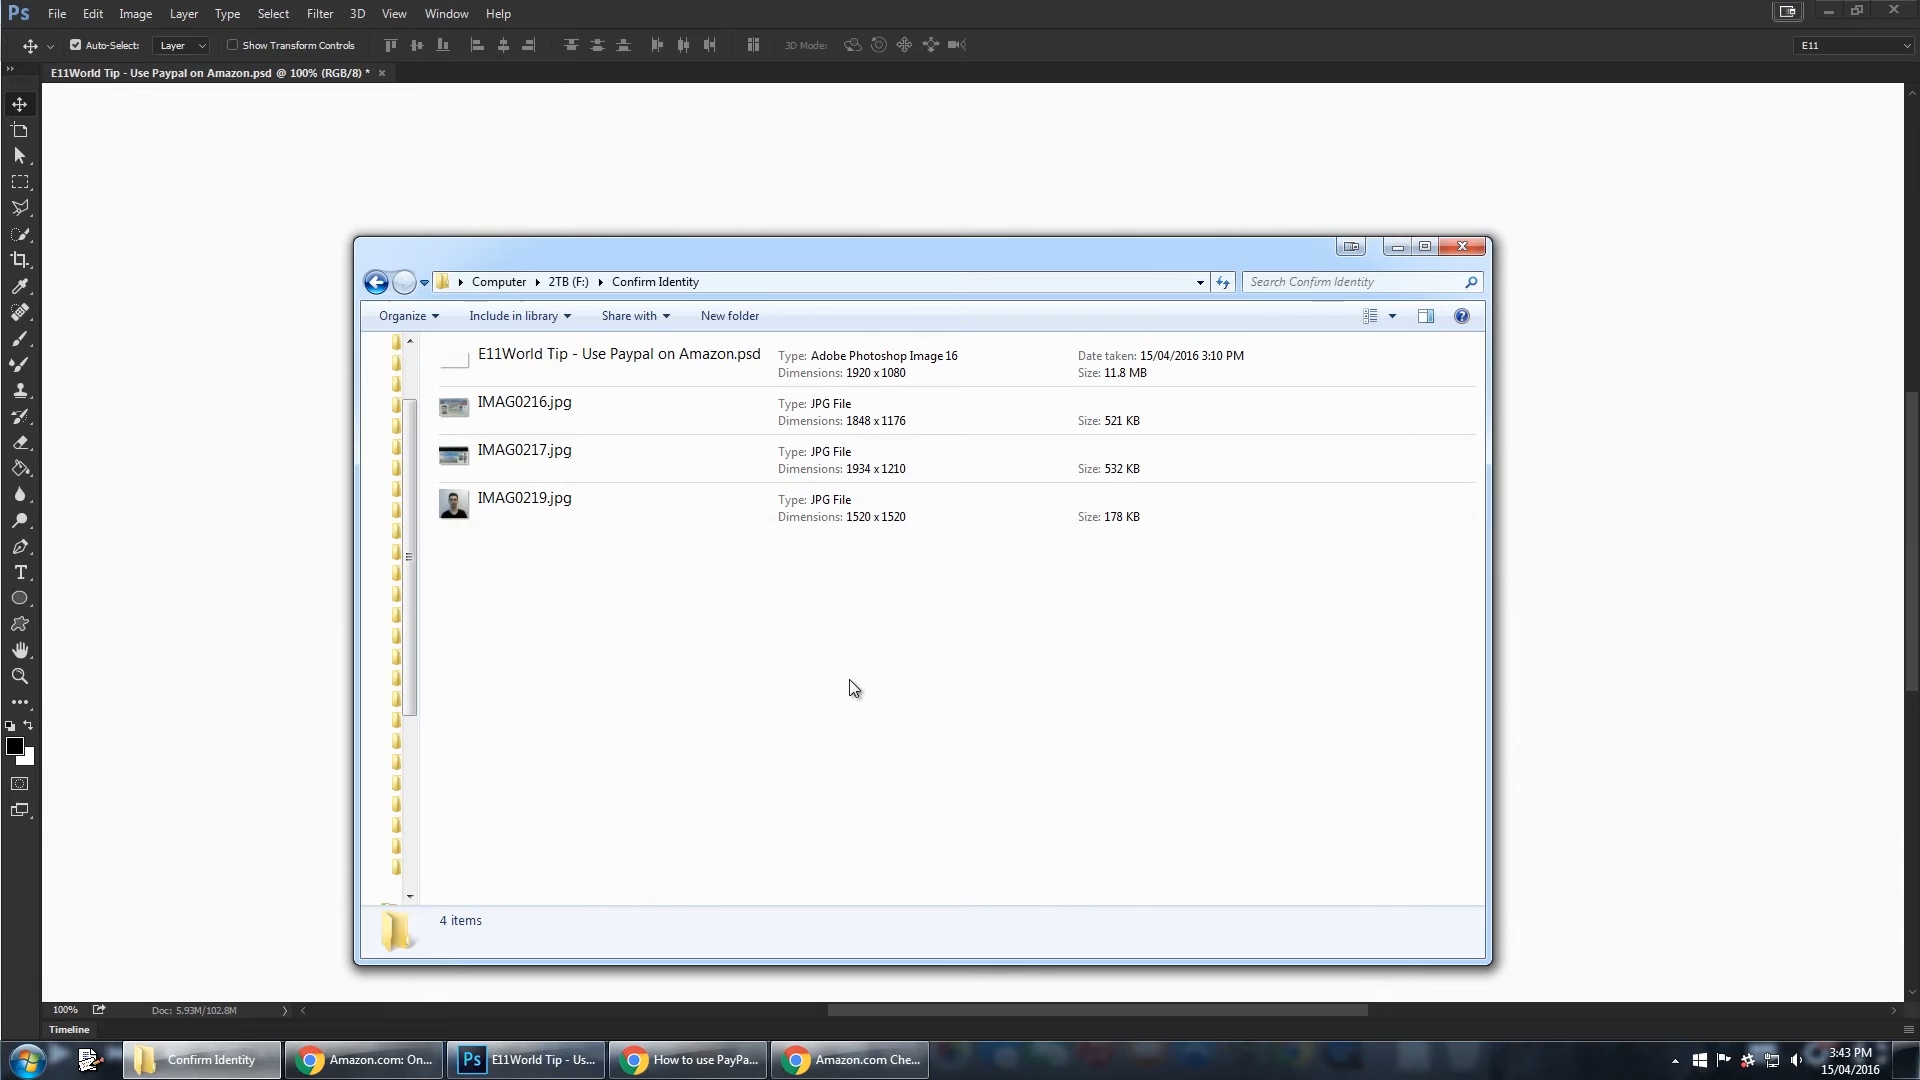 Ps File Edit Image Layer Type Select Filter 3D View Window Help
Auto-Select: Layer Show Transform Controls 3D Mode: E11
E11World Tip - Use Paypal on Amazon.psd @ 100% (RGB/8) *
Computer 2TB (F:) Confirm Identity Search Confirm Identity
Organize Include in library Share with New folder
E11World Tip - Use Paypal on Amazon.psd Type: Adobe Photoshop Image 16 Date taken: 15/04/2016 3:10 PM
Dimensions: 1920 x 1080 Size: 11.8 MB
IMAG0216.jpg Type: JPG File
Dimensions: 1848 x 1176 Size: 521 KB
IMAG0217.jpg Type: JPG File
Dimensions: 1934 x 1210 Size: 532 KB
IMAG0219.jpg Type: JPG File
Dimensions: 1520 x 1520 Size: 178 KB
4 items
100% Doc: 5.93M/102.8M
Timeline
Confirm Identity Amazon.com: On... Ps E11World Tip - Us... How to use PayPa... Amazon.com Che... 3:43 PM
15/04/2016